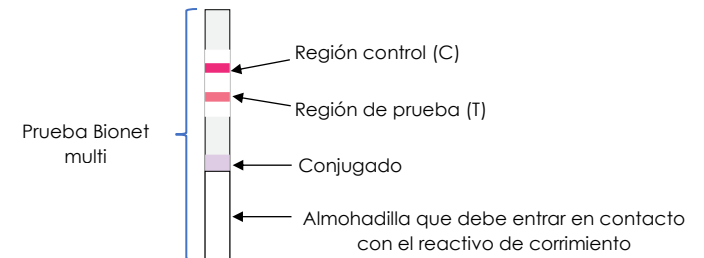 Región control (C)
Región de prueba (T)
Prueba Bionet
multi
Conjugado
Almohadilla que debe entrar en contacto
con el reactivo de corrimiento